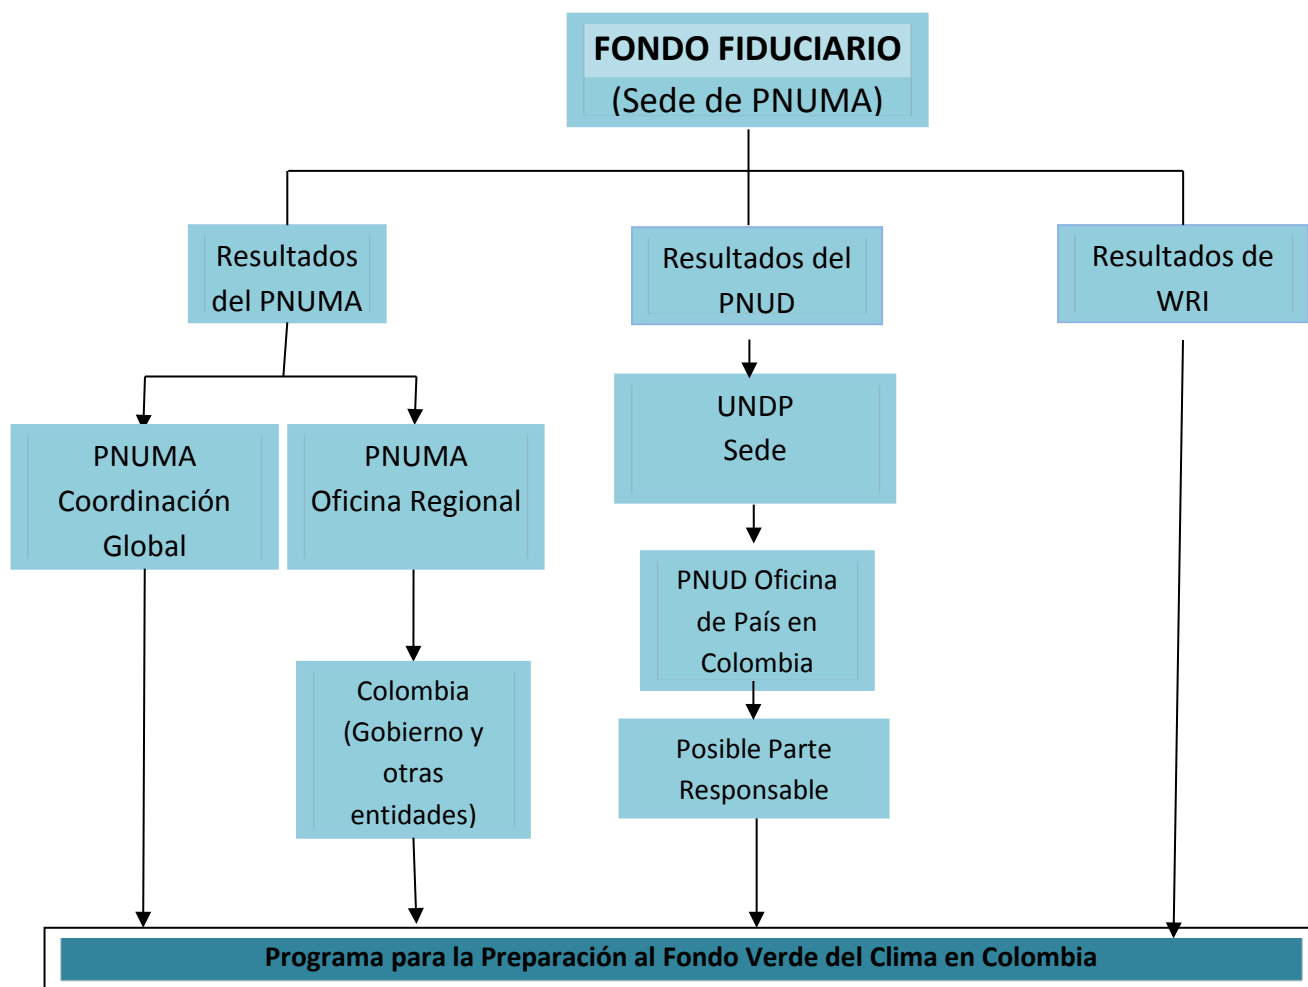 FONDO FIDUCIARIO
(Sede de PNUMA)
Resultados
del PNUMA
Resultados del
PNUD
Resultados de
WRI
PNUMA
Coordinación
Global
PNUMA
Oficina Regional
UNDP
Sede
PNUD Oficina
de País en
Colombia
Colombia
(Gobierno y
otras
entidades)
Posible Parte
Responsable
Programa para la Preparación al Fondo Verde del Clima en Colombia